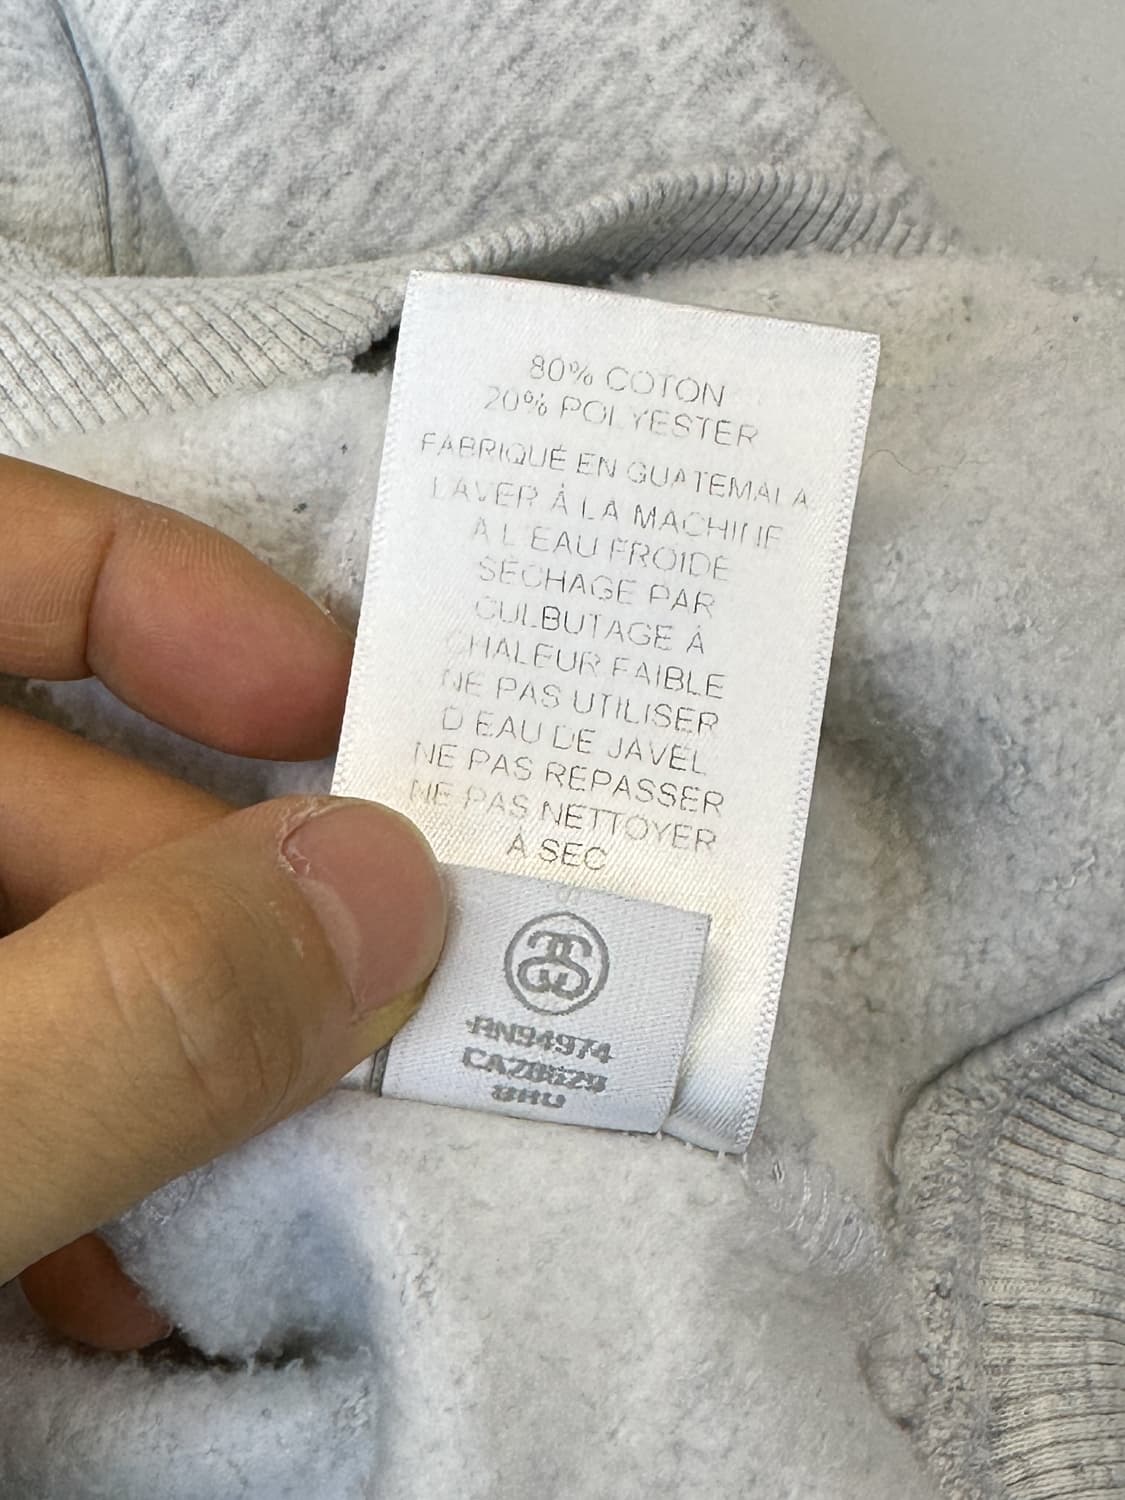 80% COTON
20% POLYESTER
FABRIQUÉ EN GUATEMALA
LAVER À LA MACHINE
À L'EAU FROIDE
SÉCHAGE PAR
CULBUTAGE À
CHALEUR FAIBLE
NE PAS UTILISER
D'EAU DE JAVEL
NE PAS REPASSER
NE PAS NETTOYER
À SEC
RN94974